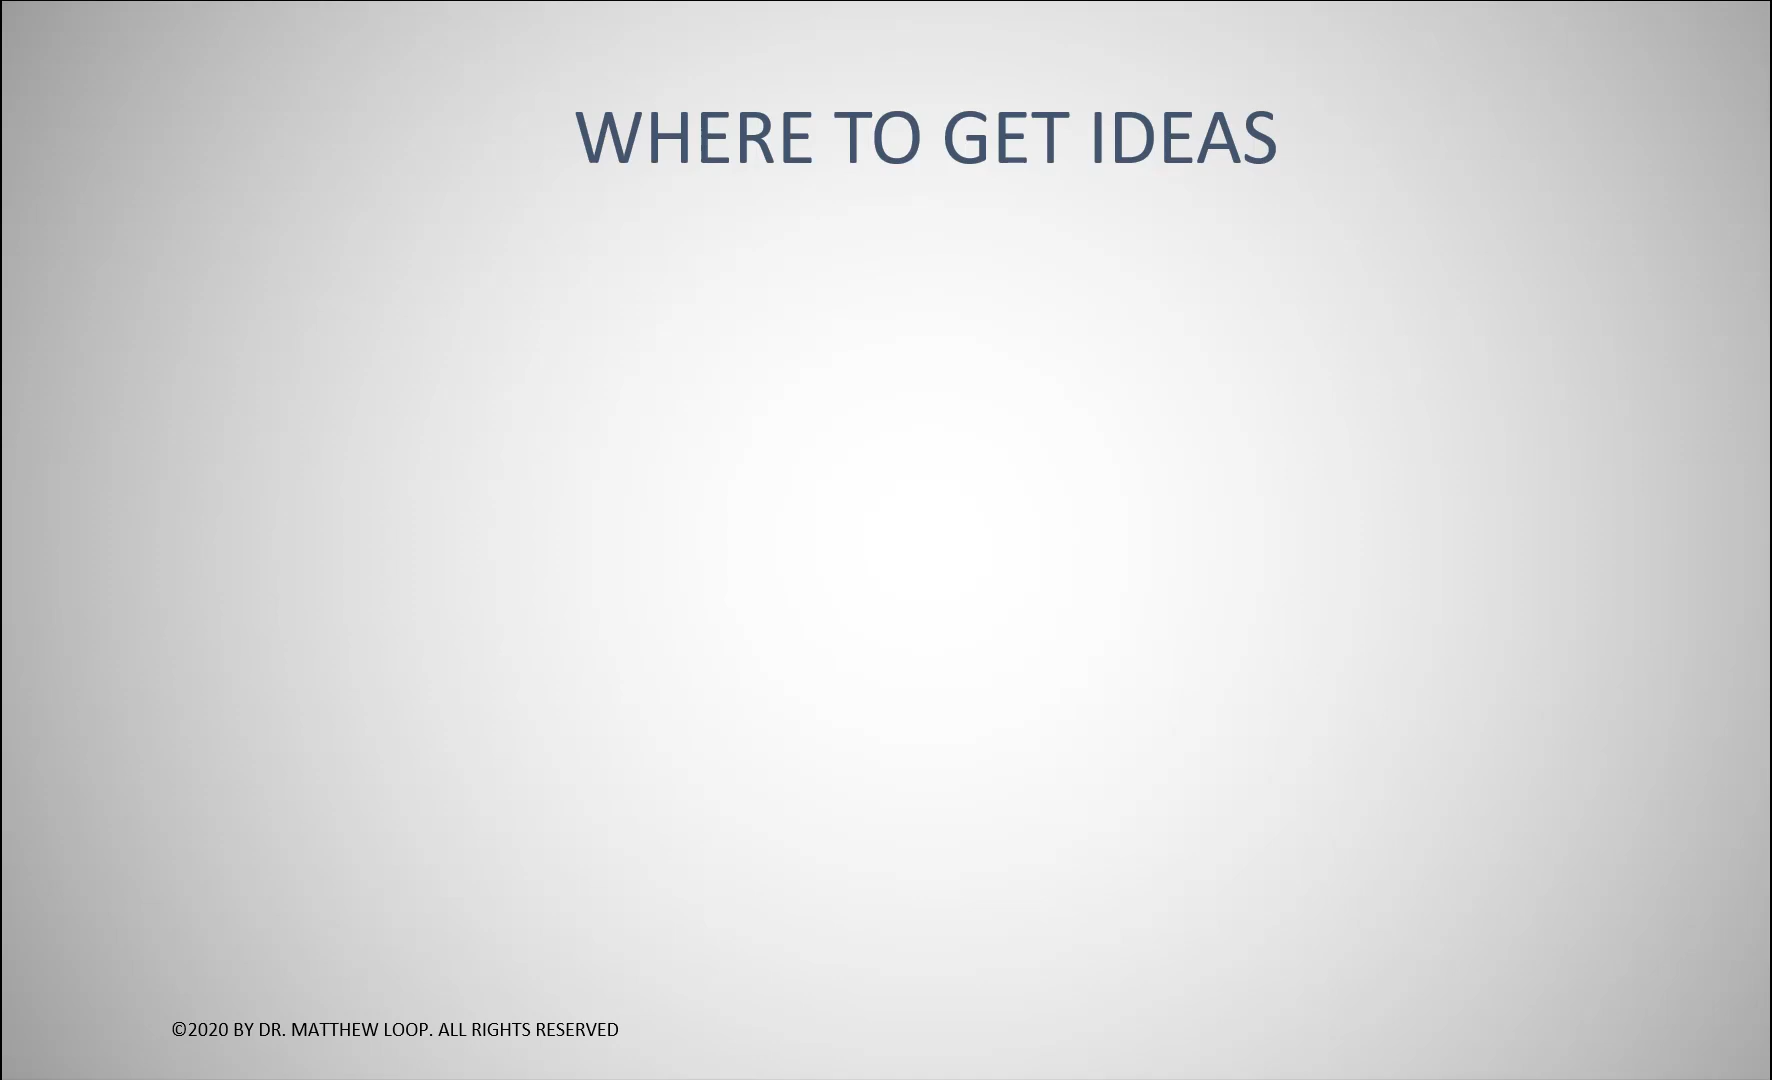 WHERE TO GET IDEAS
©2020 BY DR. MATTHEW LOOP. ALL RIGHTS RESERVED